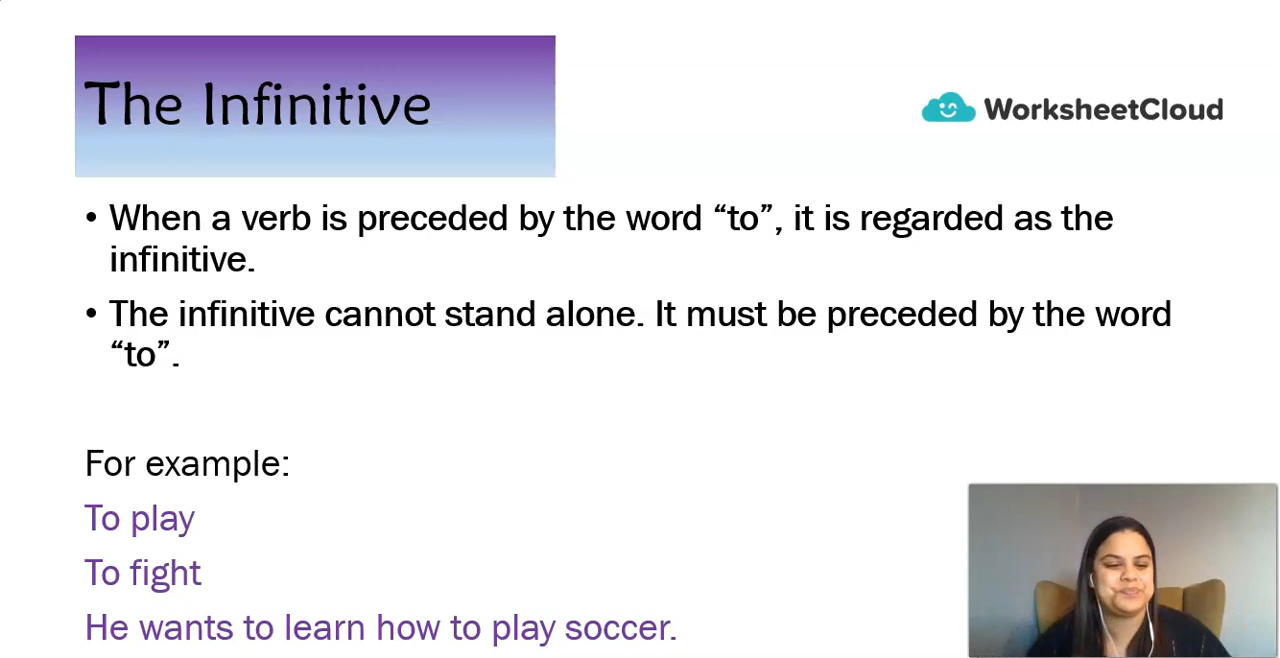 The Infinitive
WorksheetCloud
• When a verb is preceded by the word “to”, it is regarded as the
infinitive.
• The infinitive cannot stand alone. It must be preceded by the word
“to”.
For example:
To play
To fight
He wants to learn how to play soccer.